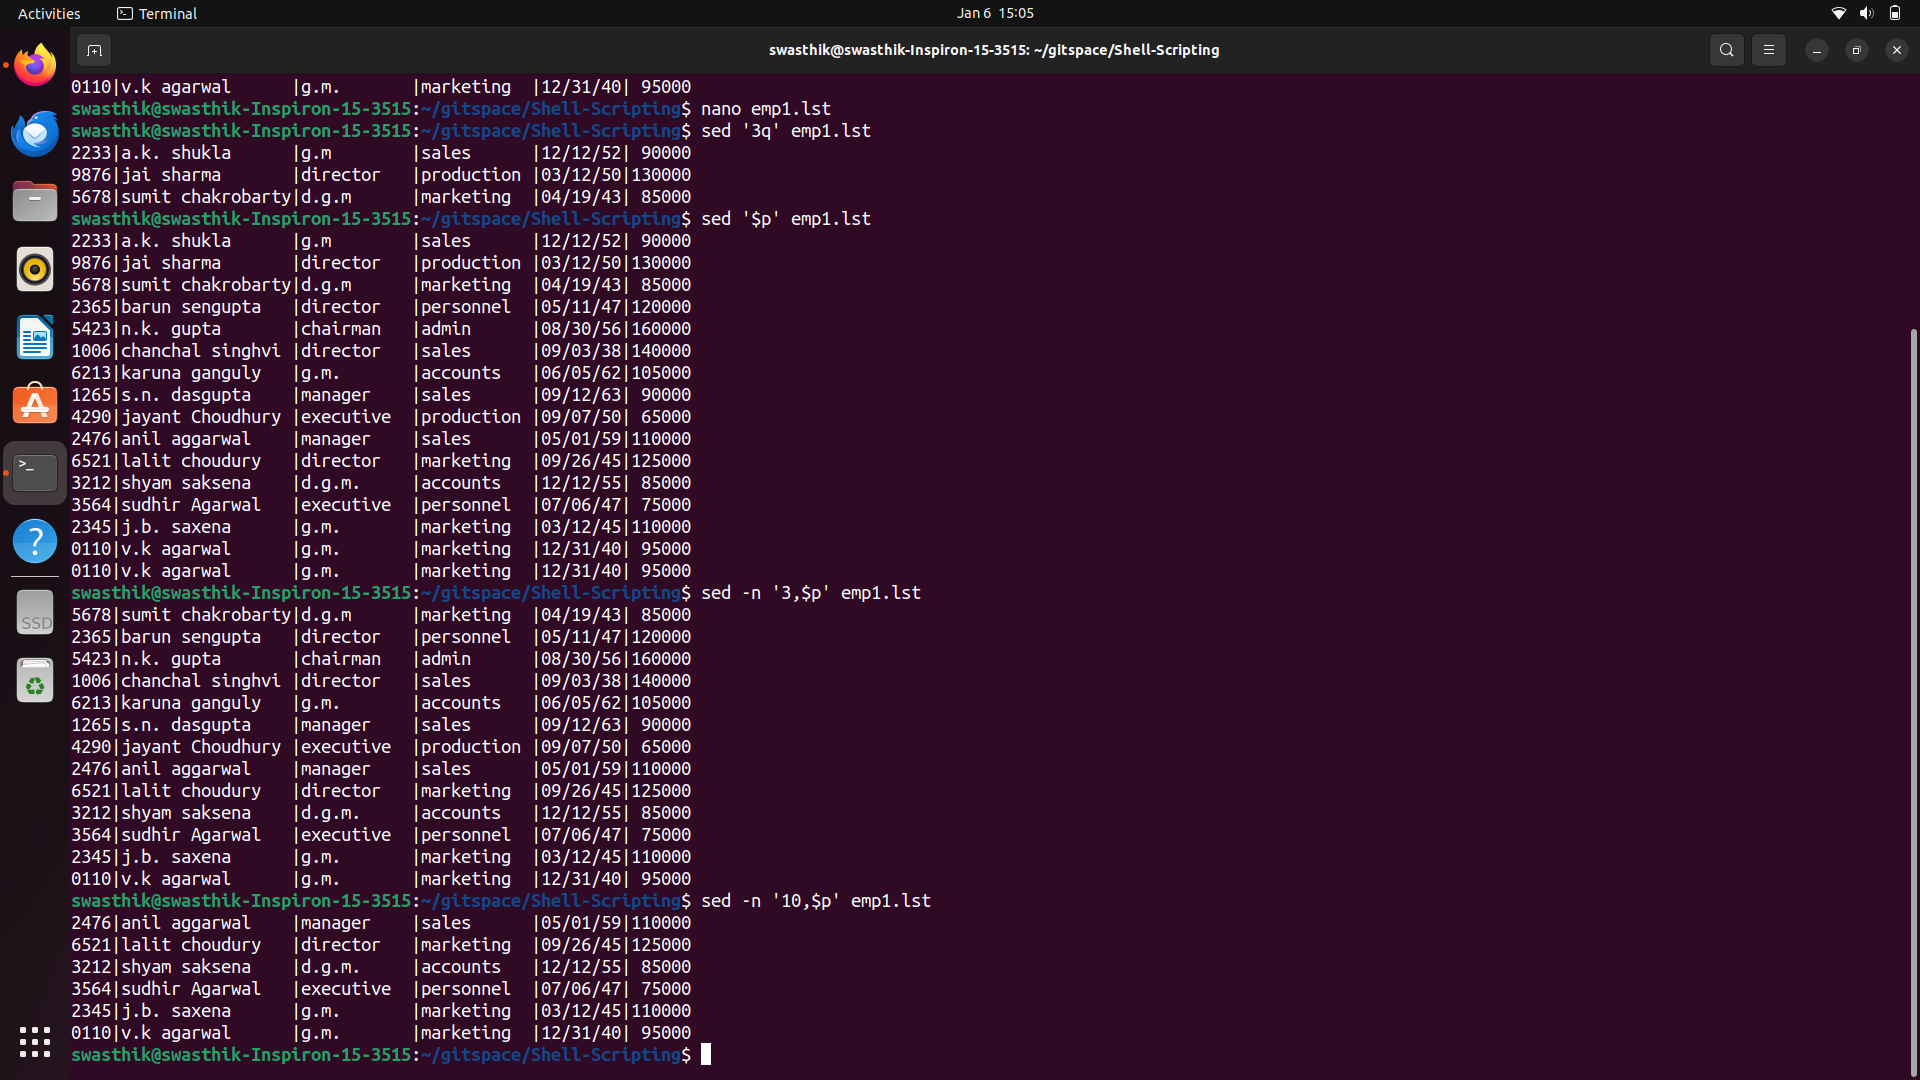 Activities Terminal Jan 6 15:05
swasthik@swasthik-Inspiron-15-3515: ~/gitspace/Shell-Scripting
0110|v.k agarwal      |g.m.       |marketing  |12/31/40| 95000
swasthik@swasthik-Inspiron-15-3515:~/gitspace/Shell-Scripting$ nano emp1.lst
swasthik@swasthik-Inspiron-15-3515:~/gitspace/Shell-Scripting$ sed '3q' emp1.lst
2233|a.k. shukla      |g.m        |sales      |12/12/52| 90000
9876|jai sharma       |director   |production |03/12/50|130000
5678|sumit chakrobarty|d.g.m      |marketing  |04/19/43| 85000
swasthik@swasthik-Inspiron-15-3515:~/gitspace/Shell-Scripting$ sed '$p' emp1.lst
2233|a.k. shukla      |g.m        |sales      |12/12/52| 90000
9876|jai sharma       |director   |production |03/12/50|130000
5678|sumit chakrobarty|d.g.m      |marketing  |04/19/43| 85000
2365|barun sengupta   |director   |personnel  |05/11/47|120000
5423|n.k. gupta       |chairman   |admin      |08/30/56|160000
1006|chanchal singhvi |director   |sales      |09/03/38|140000
6213|karuna ganguly   |g.m.       |accounts   |06/05/62|105000
1265|s.n. dasgupta    |manager    |sales      |09/12/63| 90000
4290|jayant Choudhury |executive  |production |09/07/50| 65000
2476|anil aggarwal    |manager    |sales      |05/01/59|110000
6521|lalit choudury   |director   |marketing  |09/26/45|125000
3212|shyam saksena    |d.g.m.     |accounts   |12/12/55| 85000
3564|sudhir Agarwal   |executive  |personnel  |07/06/47| 75000
2345|j.b. saxena      |g.m.       |marketing  |03/12/45|110000
0110|v.k agarwal      |g.m.       |marketing  |12/31/40| 95000
0110|v.k agarwal      |g.m.       |marketing  |12/31/40| 95000
swasthik@swasthik-Inspiron-15-3515:~/gitspace/Shell-Scripting$ sed -n '3,$p' emp1.lst
5678|sumit chakrobarty|d.g.m      |marketing  |04/19/43| 85000
2365|barun sengupta   |director   |personnel  |05/11/47|120000
5423|n.k. gupta       |chairman   |admin      |08/30/56|160000
1006|chanchal singhvi |director   |sales      |09/03/38|140000
6213|karuna ganguly   |g.m.       |accounts   |06/05/62|105000
1265|s.n. dasgupta    |manager    |sales      |09/12/63| 90000
4290|jayant Choudhury |executive  |production |09/07/50| 65000
2476|anil aggarwal    |manager    |sales      |05/01/59|110000
6521|lalit choudury   |director   |marketing  |09/26/45|125000
3212|shyam saksena    |d.g.m.     |accounts   |12/12/55| 85000
3564|sudhir Agarwal   |executive  |personnel  |07/06/47| 75000
2345|j.b. saxena      |g.m.       |marketing  |03/12/45|110000
0110|v.k agarwal      |g.m.       |marketing  |12/31/40| 95000
swasthik@swasthik-Inspiron-15-3515:~/gitspace/Shell-Scripting$ sed -n '10,$p' emp1.lst
2476|anil aggarwal    |manager    |sales      |05/01/59|110000
6521|lalit choudury   |director   |marketing  |09/26/45|125000
3212|shyam saksena    |d.g.m.     |accounts   |12/12/55| 85000
3564|sudhir Agarwal   |executive  |personnel  |07/06/47| 75000
2345|j.b. saxena      |g.m.       |marketing  |03/12/45|110000
0110|v.k agarwal      |g.m.       |marketing  |12/31/40| 95000
swasthik@swasthik-Inspiron-15-3515:~/gitspace/Shell-Scripting$
SSD